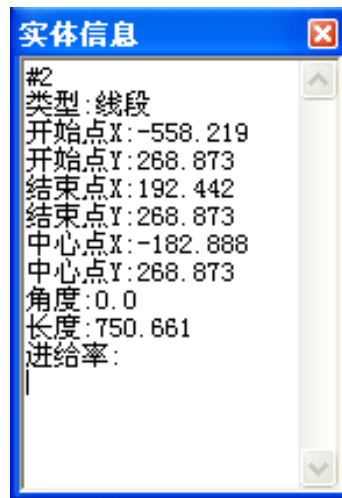 实体信息
#2
类型:线段
开始点X:-558.219
开始点Y:268.873
结束点X:192.442
结束点Y:268.873
中心点X:-182.888
中心点Y:268.873
角度:0.0
长度:750.661
进给率: